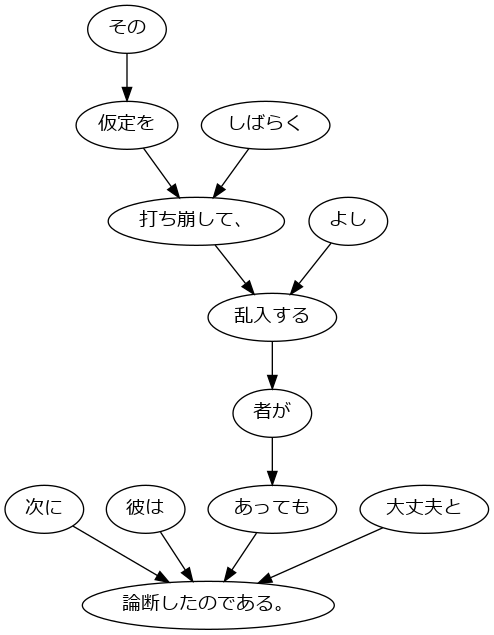 その
仮定を
しばらく
打ち崩して、
よし
乱入する
者が
次に
彼は
あっても
大丈夫と
論断したのである。